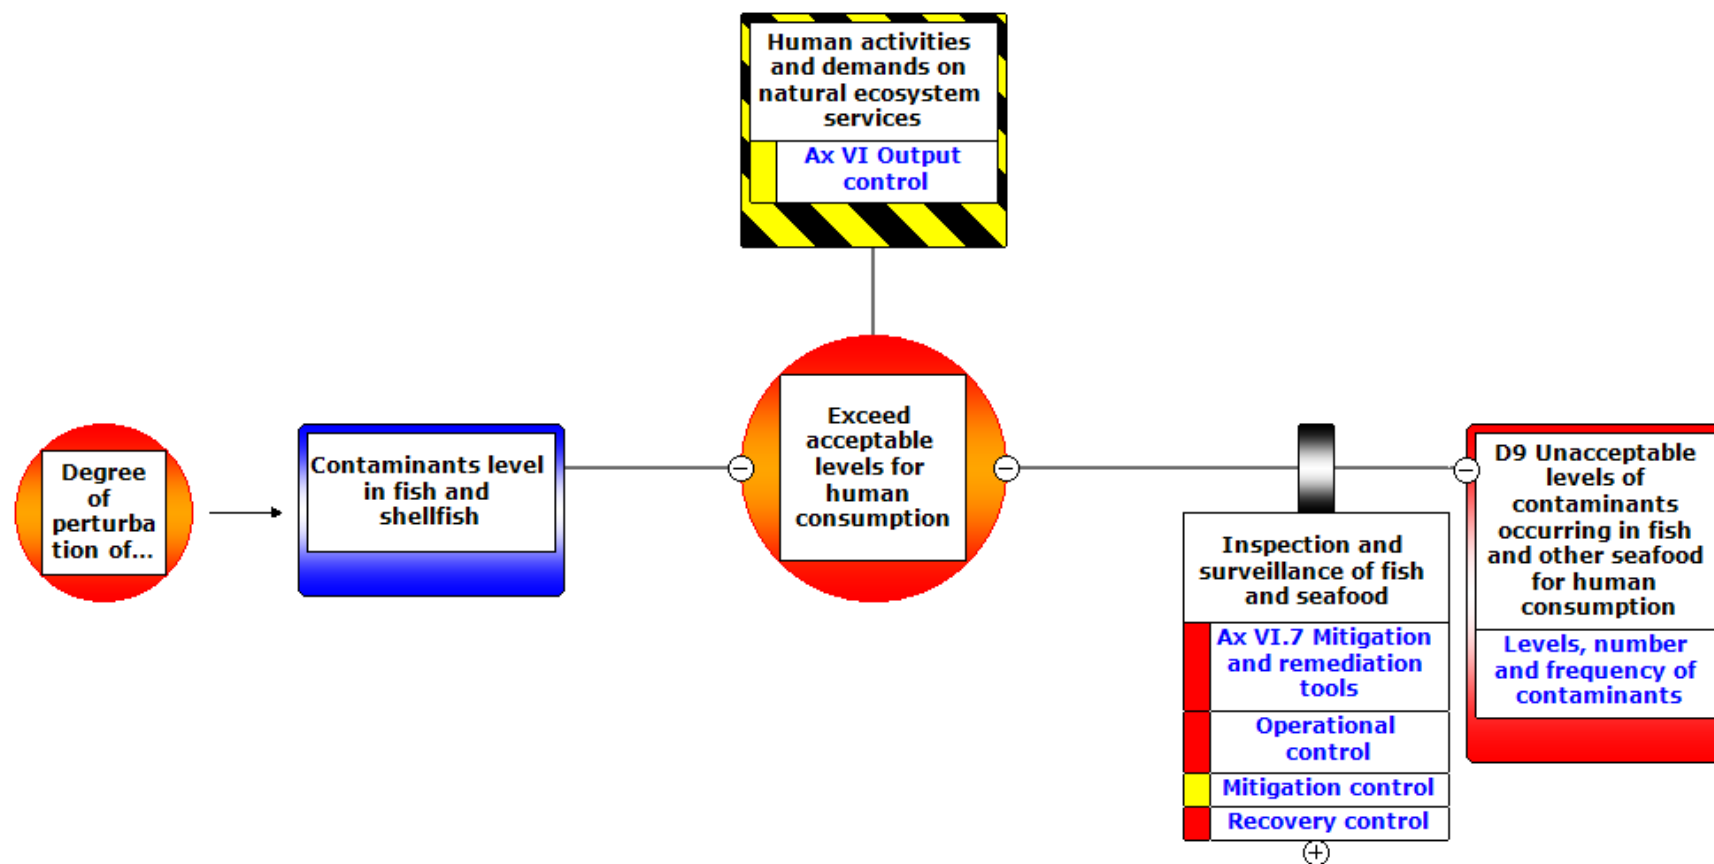 Human activities
and demands on
natural ecosystem
services
Ax VI Output
control
Degree
of
perturba
tion of...
Contaminants level
in fish and
shellfish
Exceed
acceptable
levels for
human
consumption
Inspection and
surveillance of fish
and seafood
Ax VI.7 Mitigation
and remediation
tools
Operational
control
Mitigation control
Recovery control
D9 Unacceptable
levels of
contaminants
occurring in fish
and other seafood
for human
consumption
Levels, number
and frequency of
contaminants